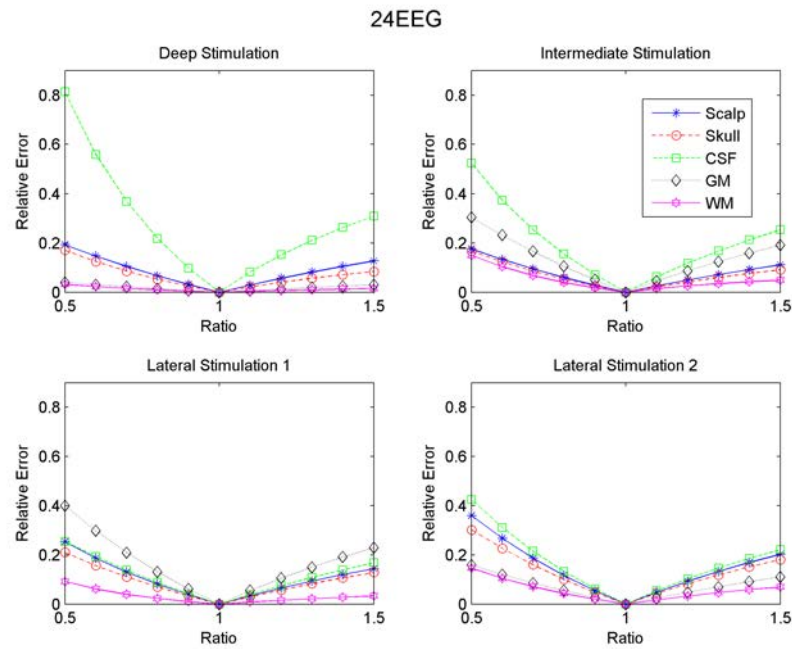 24EEG
Deep Stimulation
Relative Error
0.8
0.6
0.4
0.2
0
0.5
1
1.5
Ratio
Intermediate Stimulation
Relative Error
0.8
0.6
0.4
0.2
0
0.5
1
1.5
Ratio
Scalp
Skull
CSF
GM
WM
Lateral Stimulation 1
Relative Error
0.8
0.6
0.4
0.2
0
0.5
1
1.5
Ratio
Lateral Stimulation 2
Relative Error
0.8
0.6
0.4
0.2
0
0.5
1
1.5
Ratio